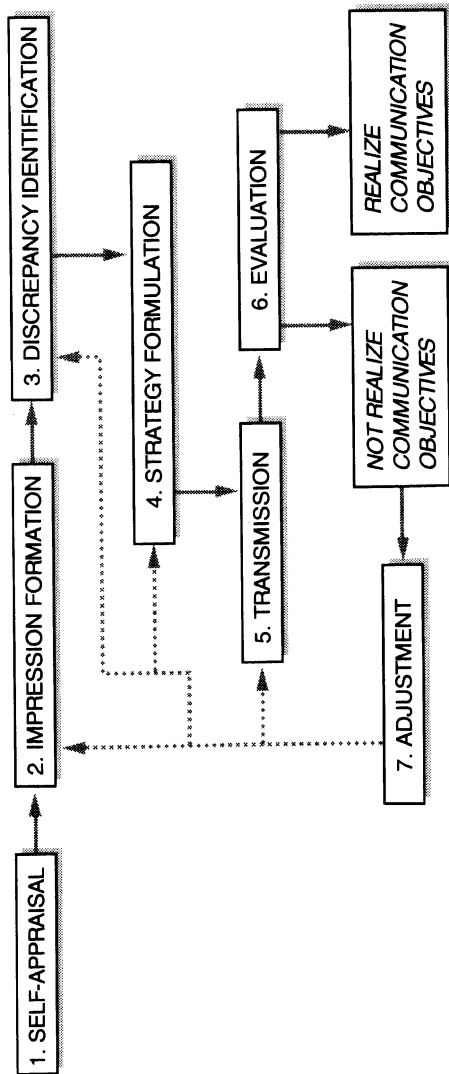 1. SELF-APPRAISAL
2. IMPRESSION FORMATION
3. DISCREPANCY IDENTIFICATION
4. STRATEGY FORMULATION
5. TRANSMISSION
6. EVALUATION
7. ADJUSTMENT
NOT REALIZE
COMMUNICATION
OBJECTIVES
REALIZE
COMMUNICATION
OBJECTIVES